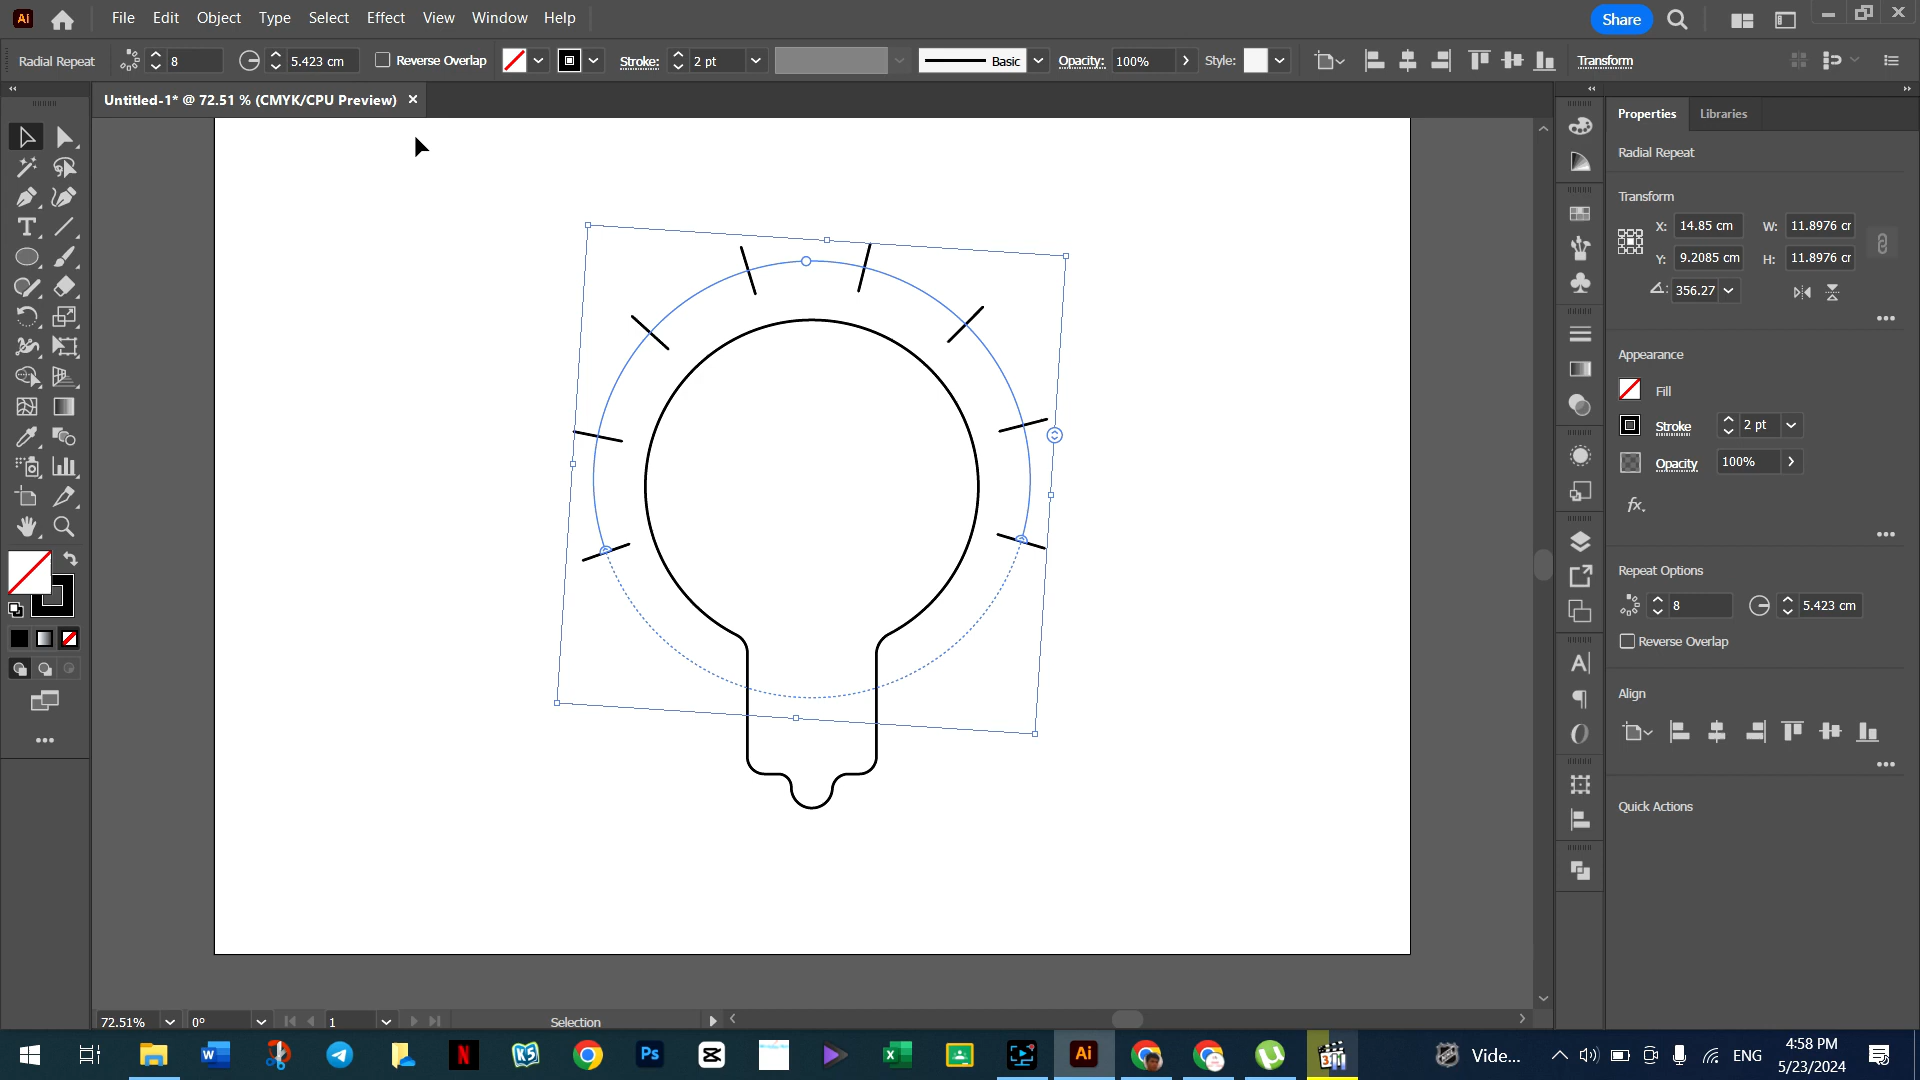 Ai File Edit Object Type Select Effect View Window Help Share
Radial Repeat 8 5.423 cm Reverse Overlap Stroke: 2 pt Basic Opacity: 100% Style: Transform
Untitled-1* @ 72.51 % (CMYK/CPU Preview)
Properties Libraries
Radial Repeat
Transform
X: 14.85 cm W: 11.8976 cr
Y: 9.2085 cm H: 11.8976 cr
356.27
Appearance
Fill
Stroke 2 pt
Opacity 100%
fx.
Repeat Options
8 5.423 cm
Reverse Overlap
Align
Quick Actions
72.51% 0° 1 Selection
Ps Ai Vide... ENG
4:58 PM
5/23/2024